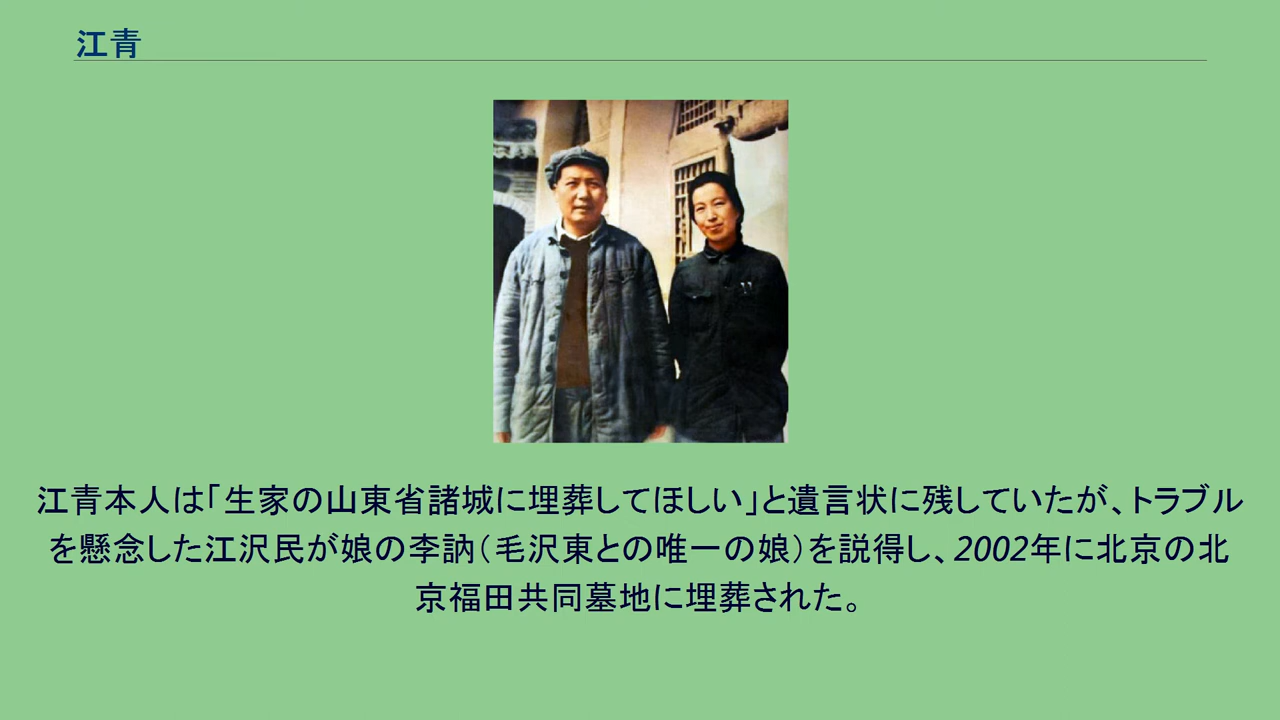 江青
江青本人は「生家の山東省諸城に埋葬してほしい」と遺言状に残していたが、トラブル
を懸念した江沢民が娘の李訥（毛沢東との唯一の娘）を説得し、2002年に北京の北
京福田共同墓地に埋葬された。